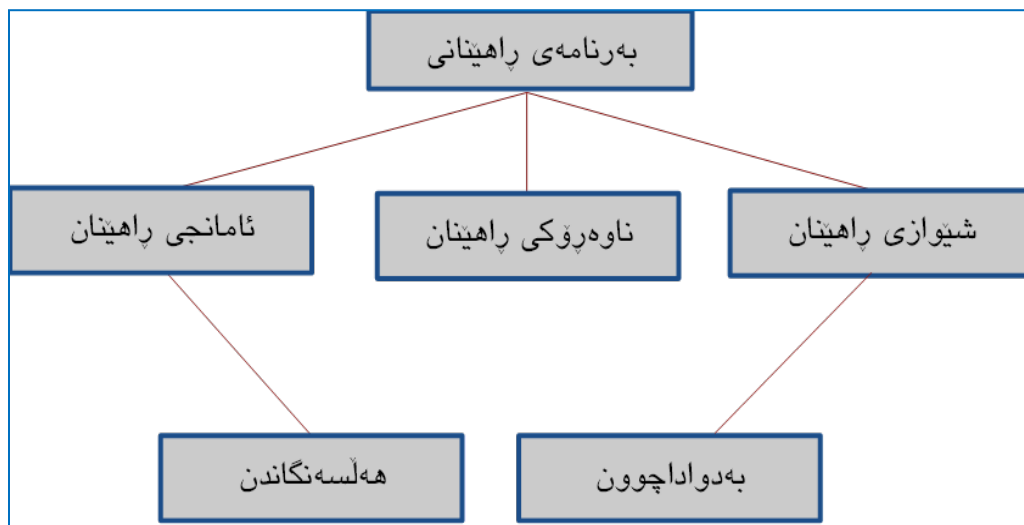 بەرنامەی ڕاهێنانی
شێوازی ڕاهێنان
ناوەڕۆکی ڕاهێنان
ئامانجی ڕاهێنان
بەدواداچوون
هەڵسەنگاندن